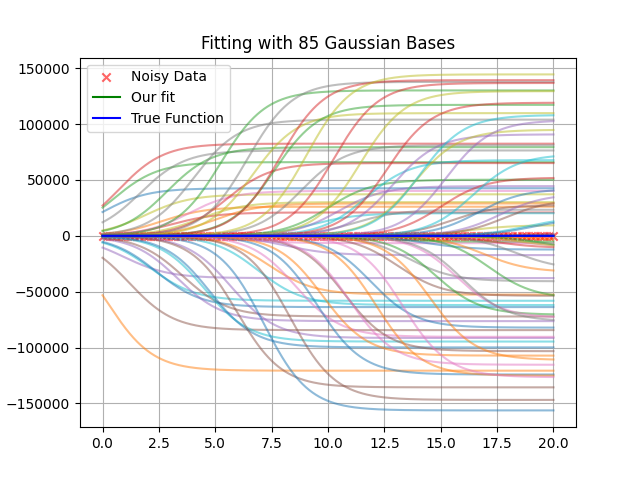 Fitting with 85 Gaussian Bases
Noisy Data
Our fit
True Function
150000
100000
50000
0
−50000
−100000
−150000
0.0 2.5 5.0 7.5 10.0 12.5 15.0 17.5 20.0